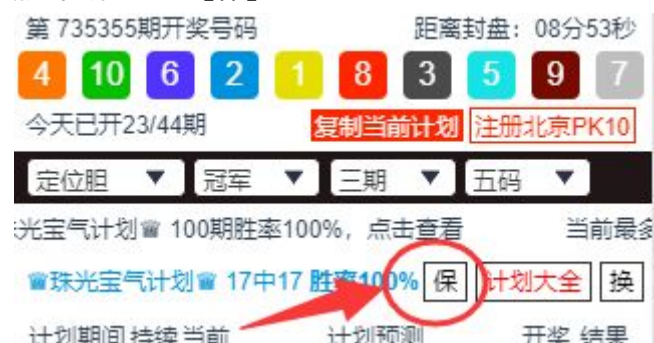 第 735355期开奖号码 距离封盘：08分53秒
4 10 6 2 1 8 3 5 9 7
今天已开23/44期 复制当前计划 注册北京PK10
定位胆 ▼ 冠军 ▼ 三期 ▼ 五码 ▼
光宝气计划♛ 100期胜率100%，点击查看 当前最多
♛珠光宝气计划♛ 17中17 胜率100% 保 计划大全 换
计划期间 持续 当前 计划预测 开奖 结果